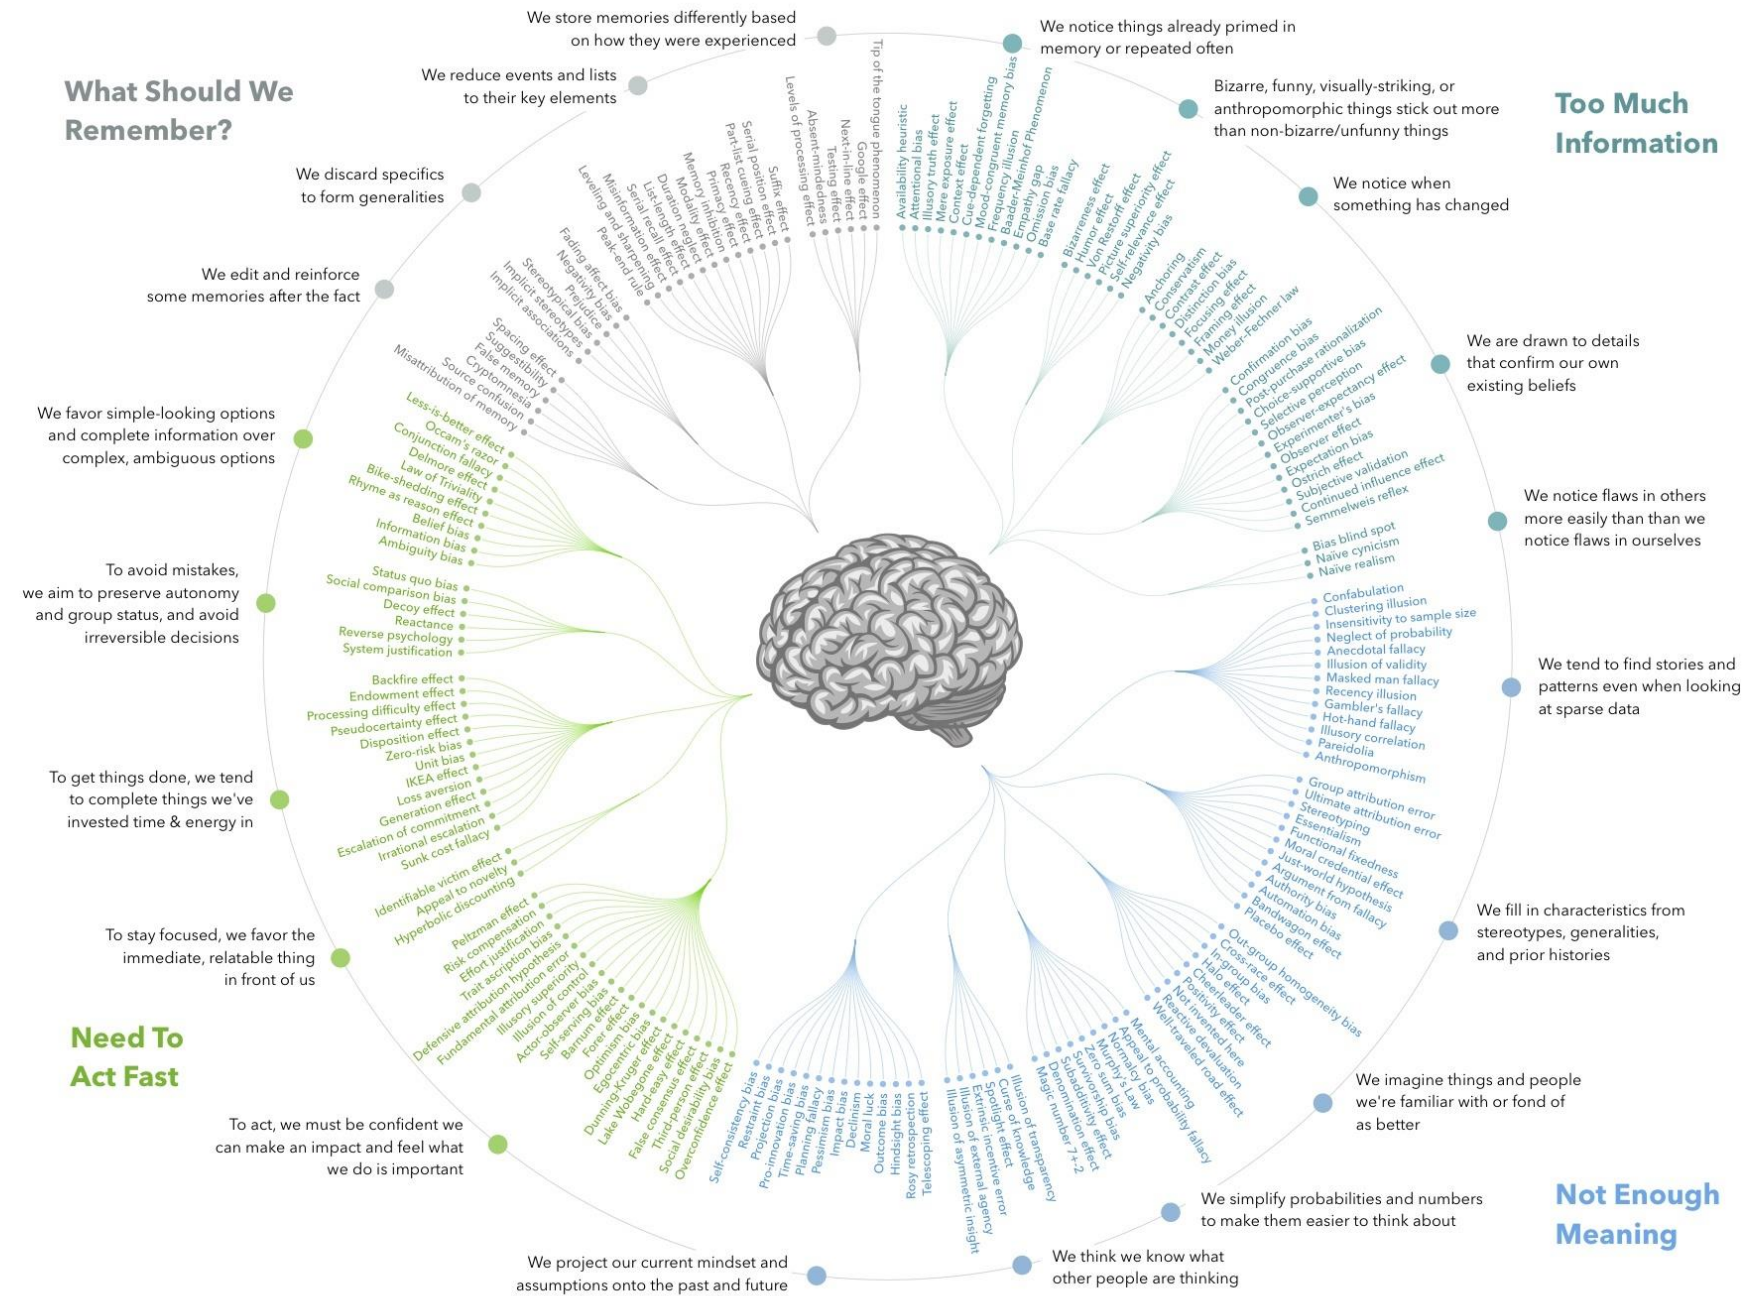 What Should We
Remember?
We store memories differently based
on how they were experienced
We reduce events and lists
to their key elements
We discard specifics
to form generalities
We edit and reinforce
some memories after the fact
Tip of the tongue phenomenon
Google effect
Next-in-line effect
Testing effect
Absent-mindedness
Levels of processing effect
Suffix effect
Serial position effect
Part-list cueing effect
Recency effect
Primacy effect
Memory inhibition
Modality effect
Duration neglect
List-length effect
Serial recall effect
Misinformation effect
Leveling and sharpening
Peak-end rule
Fading affect bias
Negativity bias
Prejudice
Stereotypical bias
Implicit stereotypes
Implicit associations
Spacing effect
Suggestibility
False memory
Cryptomnesia
Source confusion
Misattribution of memory
Too Much
Information
We notice things already primed in
memory or repeated often
Availability heuristic
Attentional bias
Illusory truth effect
Mere exposure effect
Context effect
Cue-dependent forgetting
Mood-congruent memory bias
Frequency illusion
Baader-Meinhof Phenomenon
Empathy gap
Omission bias
Base rate fallacy
Bizarre, funny, visually-striking, or
anthropomorphic things stick out more
than non-bizarre/unfunny things
Bizarreness effect
Humor effect
Von Restorff effect
Picture superiority effect
Self-relevance effect
Negativity bias
We notice when
something has changed
Anchoring
Conservatism
Contrast effect
Distinction bias
Focusing effect
Framing effect
Money illusion
Weber-Fechner law
We are drawn to details
that confirm our own
existing beliefs
Confirmation bias
Congruence bias
Post-purchase rationalization
Choice-supportive bias
Selective perception
Observer-expectancy effect
Experimenter's bias
Observer effect
Expectation bias
Ostrich effect
Subjective validation
Continued influence effect
Semmelweis reflex
We notice flaws in others
more easily than than we
notice flaws in ourselves
Bias blind spot
Naïve cynicism
Naïve realism
We tend to find stories and
patterns even when looking
at sparse data
Confabulation
Clustering illusion
Insensitivity to sample size
Neglect of probability
Anecdotal fallacy
Illusion of validity
Masked man fallacy
Recency illusion
Gambler's fallacy
Hot-hand fallacy
Illusory correlation
Pareidolia
Anthropomorphism
We fill in characteristics from
stereotypes, generalities,
and prior histories
Group attribution error
Ultimate attribution error
Stereotyping
Essentialism
Functional fixedness
Moral credential effect
Just-world hypothesis
Argument from fallacy
Authority bias
Automation bias
Bandwagon effect
Placebo effect
We imagine things and people
we're familiar with or fond of
as better
Out-group homogeneity bias
Cross-race effect
In-group bias
Halo effect
Cheerleader effect
Positivity effect
Not invented here
Reactive devaluation
Well-traveled road effect
We simplify probabilities and numbers
to make them easier to think about
Mental accounting
Appeal to probability fallacy
Normalcy bias
Murphy's Law
Zero sum bias
Survivorship bias
Subadditivity effect
Denomination effect
Magic number 7+-2
Not Enough
Meaning
We think we know what
other people are thinking
Illusion of transparency
Curse of knowledge
Spotlight effect
Extrinsic incentive error
Illusion of external agency
Illusion of asymmetric insight
We project our current mindset and
assumptions onto the past and future
Telescoping effect
Rosy retrospection
Hindsight bias
Outcome bias
Moral luck
Declinism
Impact bias
Pessimism bias
Planning fallacy
Time-saving bias
Pro-innovation bias
Projection bias
Restraint bias
Self-consistency bias
We favor simple-looking options
and complete information over
complex, ambiguous options
Less-is-better effect
Occam's razor
Conjunction fallacy
Delmore effect
Law of Triviality
Bike-shedding effect
Rhyme as reason effect
Belief bias
Information bias
Ambiguity bias
To avoid mistakes,
we aim to preserve autonomy
and group status, and avoid
irreversible decisions
Status quo bias
Social comparison bias
Decoy effect
Reactance
Reverse psychology
System justification
To get things done, we tend
to complete things we've
invested time & energy in
Backfire effect
Endowment effect
Processing difficulty effect
Pseudocertainty effect
Disposition effect
Zero-risk bias
Unit bias
IKEA effect
Loss aversion
Generation effect
Escalation of commitment
Irrational escalation
Sunk cost fallacy
To stay focused, we favor the
immediate, relatable thing
in front of us
Identifiable victim effect
Appeal to novelty
Hyperbolic discounting
Need To
Act Fast
To act, we must be confident we
can make an impact and feel what
we do is important
Peltzman effect
Risk compensation
Effort justification
Trait ascription bias
Defensive attribution hypothesis
Fundamental attribution error
Illusory superiority
Illusion of control
Actor-observer bias
Self-serving bias
Barnum effect
Forer effect
Optimism bias
Egocentric bias
Dunning-Kruger effect
Lake Wobegone effect
Hard-easy effect
False consensus effect
Third-person effect
Social desirability bias
Overconfidence effect